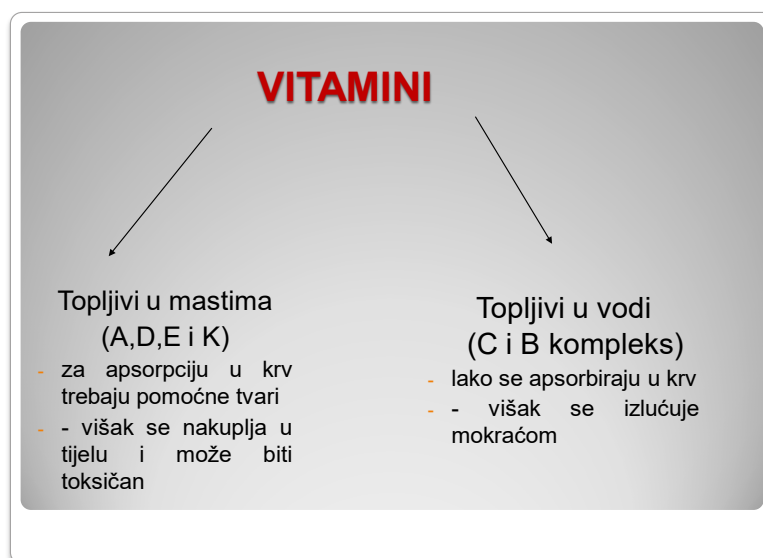 VITAMINI
Topljivi u mastima
(A,D,E i K)
- za apsorpciju u krv
trebaju pomoćne tvari
- - višak se nakuplja u
tijelu i može biti
toksičan
Topljivi u vodi
(C i B kompleks)
- lako se apsorbiraju u krv
- - višak se izlućuje
mokraćom